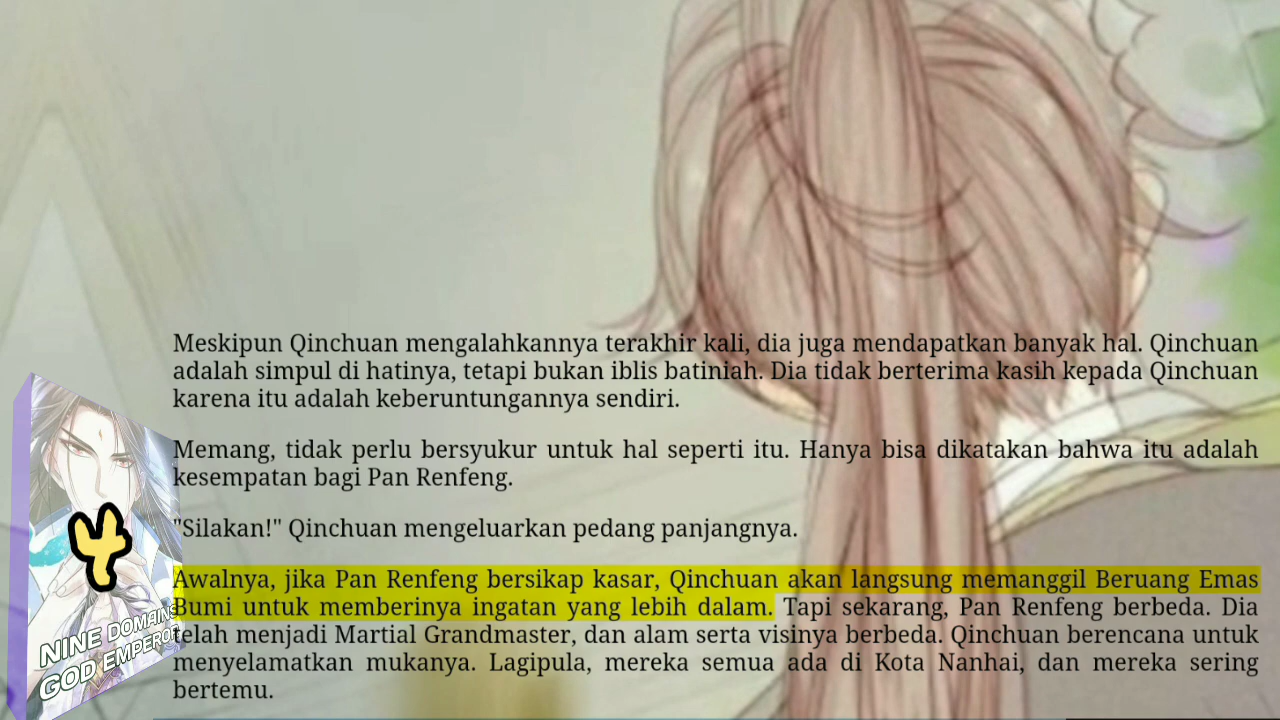 Meskipun Qinchuan mengalahkannya terakhir kali, dia juga mendapatkan banyak hal. Qinchuan
adalah simpul di hatinya, tetapi bukan iblis batiniah. Dia tidak berterima kasih kepada Qinchuan
karena itu adalah keberuntungannya sendiri.
Memang, tidak perlu bersyukur untuk hal seperti itu. Hanya bisa dikatakan bahwa itu adalah
kesempatan bagi Pan Renfeng.
"Silakan!" Qinchuan mengeluarkan pedang panjangnya.
Awalnya, jika Pan Renfeng bersikap kasar, Qinchuan akan langsung memanggil Beruang Emas
Bumi untuk memberinya ingatan yang lebih dalam. Tapi sekarang, Pan Renfeng berbeda. Dia
telah menjadi Martial Grandmaster, dan alam serta visinya berbeda. Qinchuan berencana untuk
menyelamatkan mukanya. Lagipula, mereka semua ada di Kota Nanhai, dan mereka sering
bertemu.
4
NINE DOMAINS
GOD EMPEROR